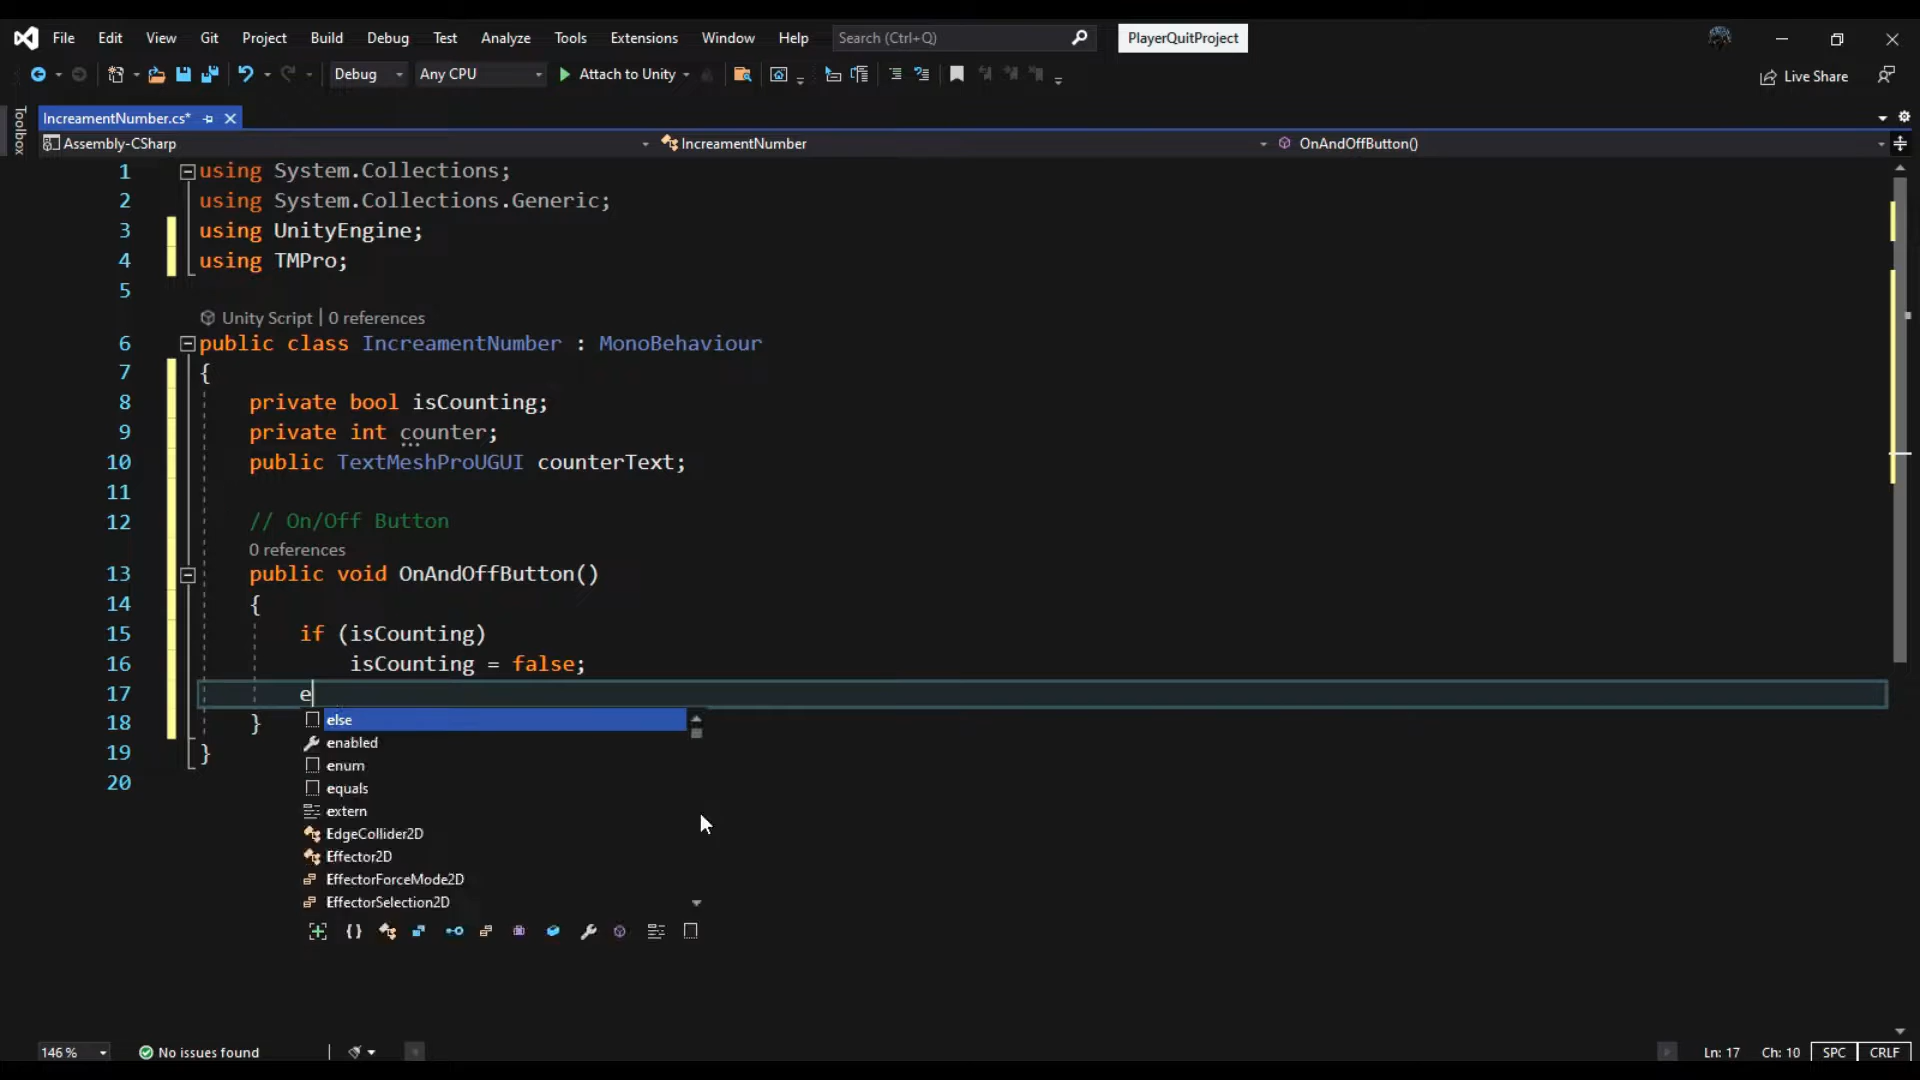 File Edit View Git Project Build Debug Test Analyze Tools Extensions Window Help Search (Ctrl+Q) PlayerQuitProject
Debug Any CPU Attach to Unity Live Share
Toolbox
IncreamentNumber.cs*
Assembly-CSharp IncreamentNumber OnAndOffButton()
1 using System.Collections;
2 using System.Collections.Generic;
3 using UnityEngine;
4 using TMPro;
5
Unity Script | 0 references
6 public class IncreamentNumber : MonoBehaviour
7 {
8 private bool isCounting;
9 private int counter;
10 public TextMeshProUGUI counterText;
11
12 // On/Off Button
0 references
13 public void OnAndOffButton()
14 {
15 if (isCounting)
16 isCounting = false;
17 e
18 }
19 }
20
else
enabled
enum
equals
extern
EdgeCollider2D
Effector2D
EffectorForceMode2D
EffectorSelection2D
146 % No issues found Ln: 17 Ch: 10 SPC CRLF